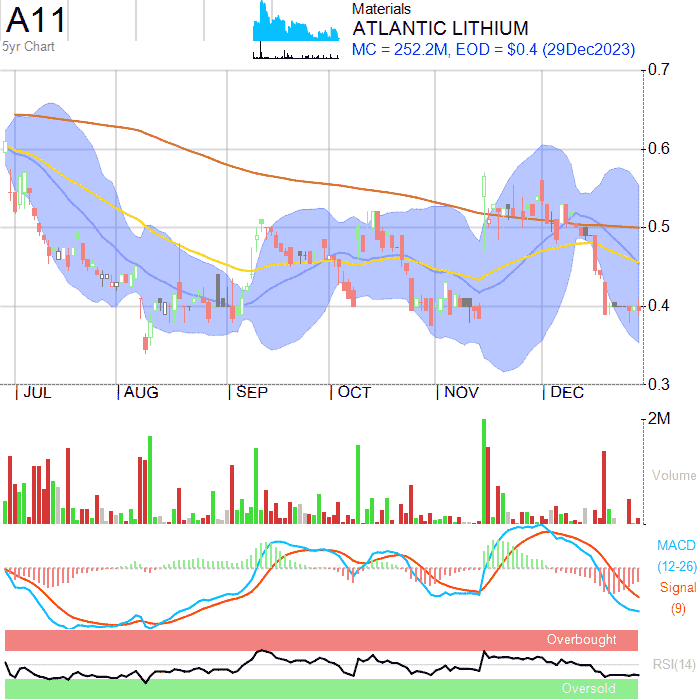 A11
5yr Chart
Materials
ATLANTIC LITHIUM
MC = 252.2M, EOD = $0.4 (29Dec2023)
0.7
0.6
0.5
0.4
0.3
JUL AUG SEP OCT NOV DEC
2M
Volume
MACD
(12-26)
Signal
(9)
Overbought
RSI(14)
Oversold